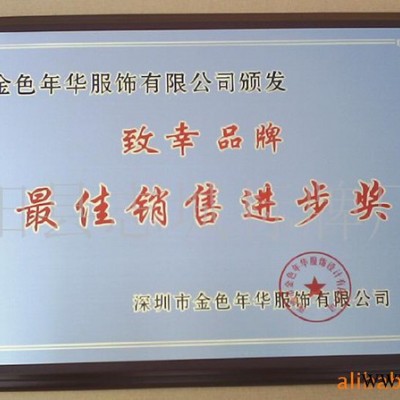 金色年华服饰有限公司颁发
致幸品牌
最佳销售进步奖
深圳市金色年华服饰有限公司